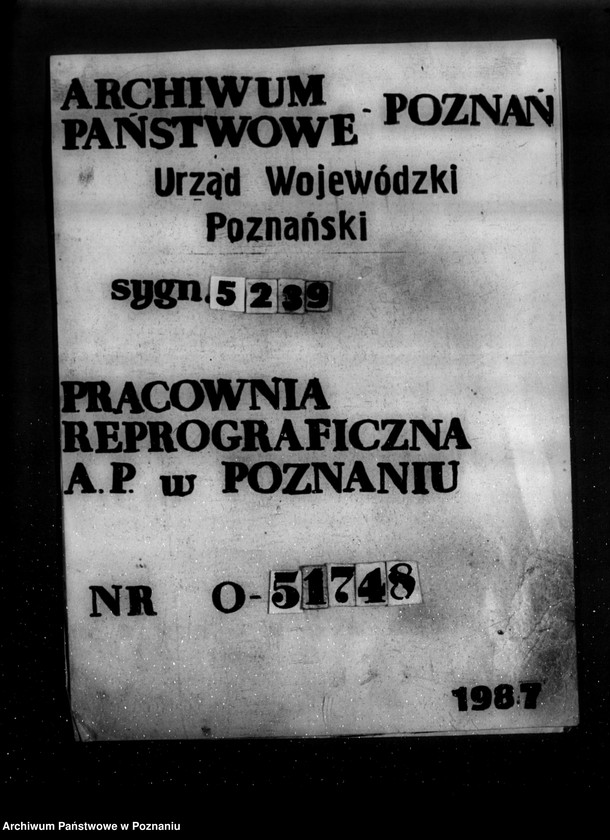 ARCHIWUM
PAŃSTWOWE - POZNAŃ
Urząd Wojewódzki
Poznański
sygn. 5239
PRACOWNIA
REPROGRAFICZNA
A.P. w POZNANIU
NR O-51748
1987
Archiwum Państwowe w Poznaniu